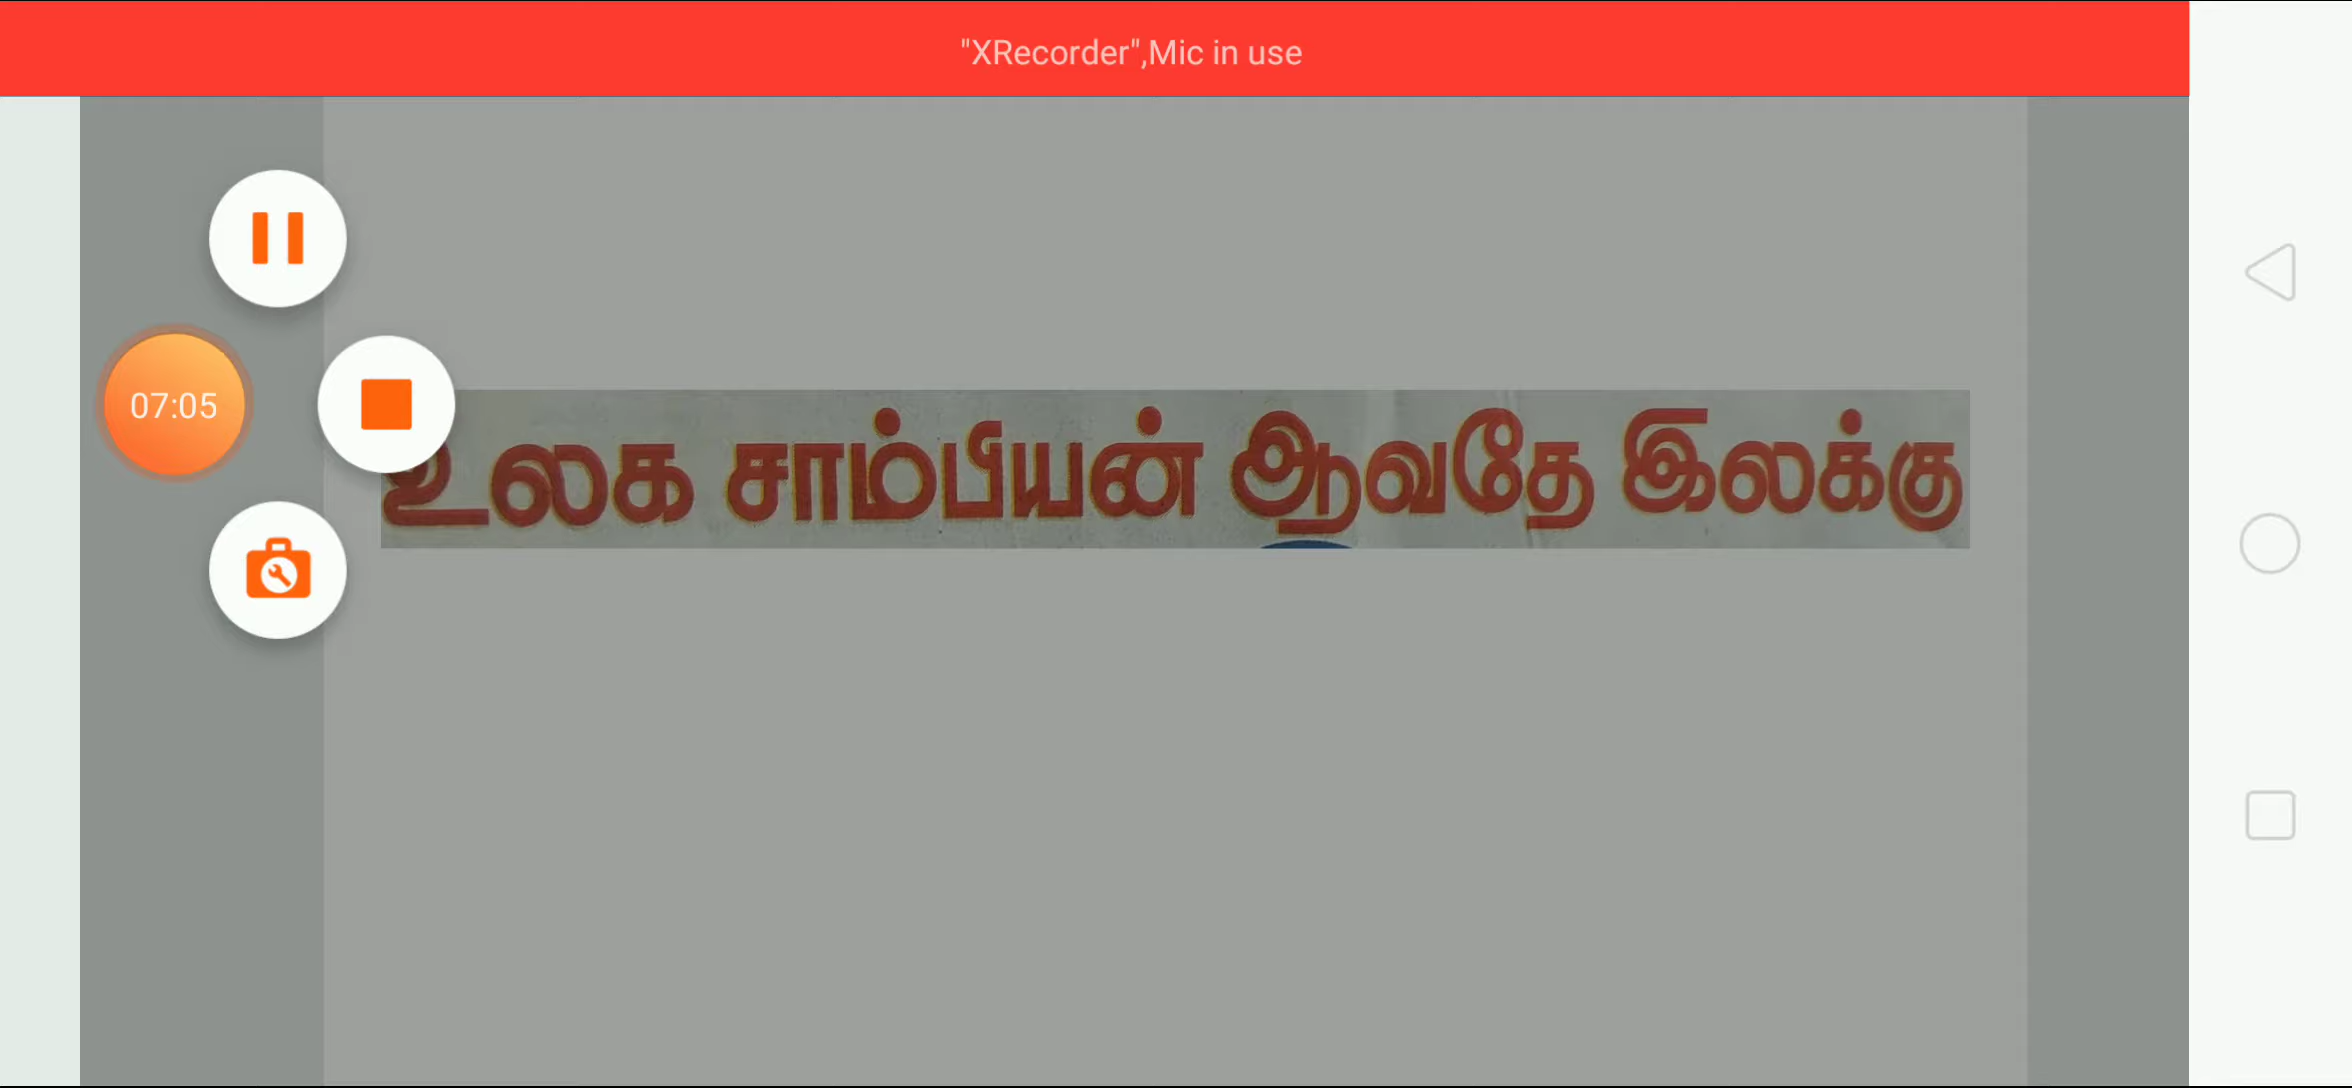 "XRecorder",Mic in use
07:05
உலக சாம்பியன் ஆவதே இலக்கு